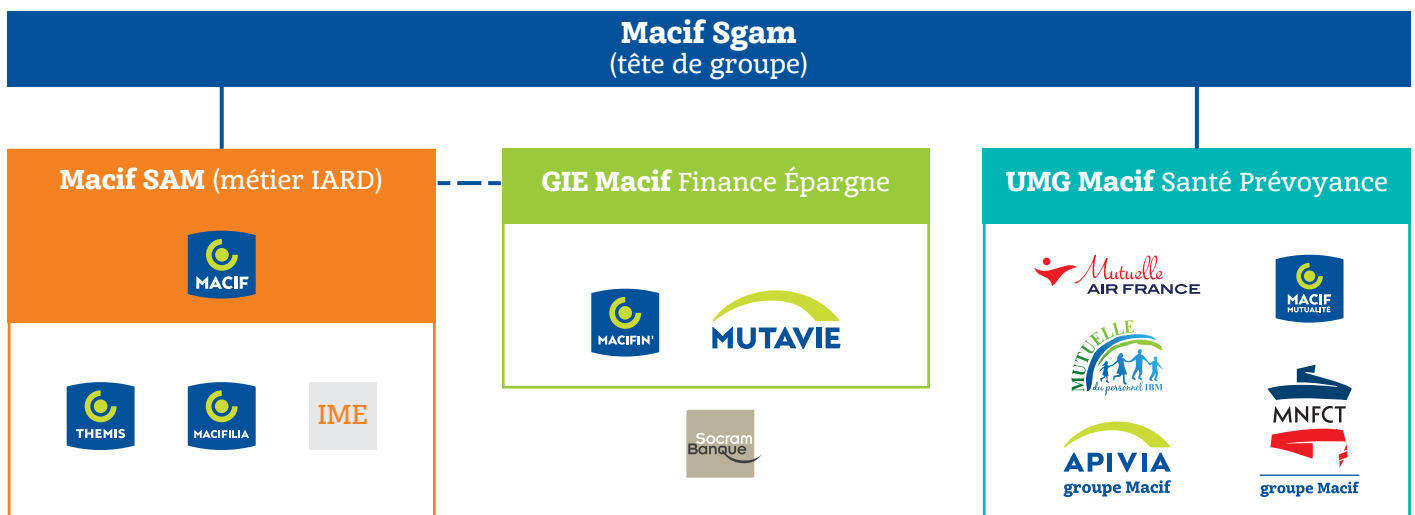 Macif Sgam
(tête de groupe)
Macif SAM (métier IARD)
MACIF
THEMIS
MACIFILIA
IME
GIE Macif Finance Épargne
MACIFIN'
MUTAVIE
Socram
Banque
UMG Macif Santé Prévoyance
Mutuelle
AIR FRANCE
MACIF
MUTUALITÉ
MUTUELLE
du personnel IBM
MNFCT
groupe Macif
APIVIA
groupe Macif